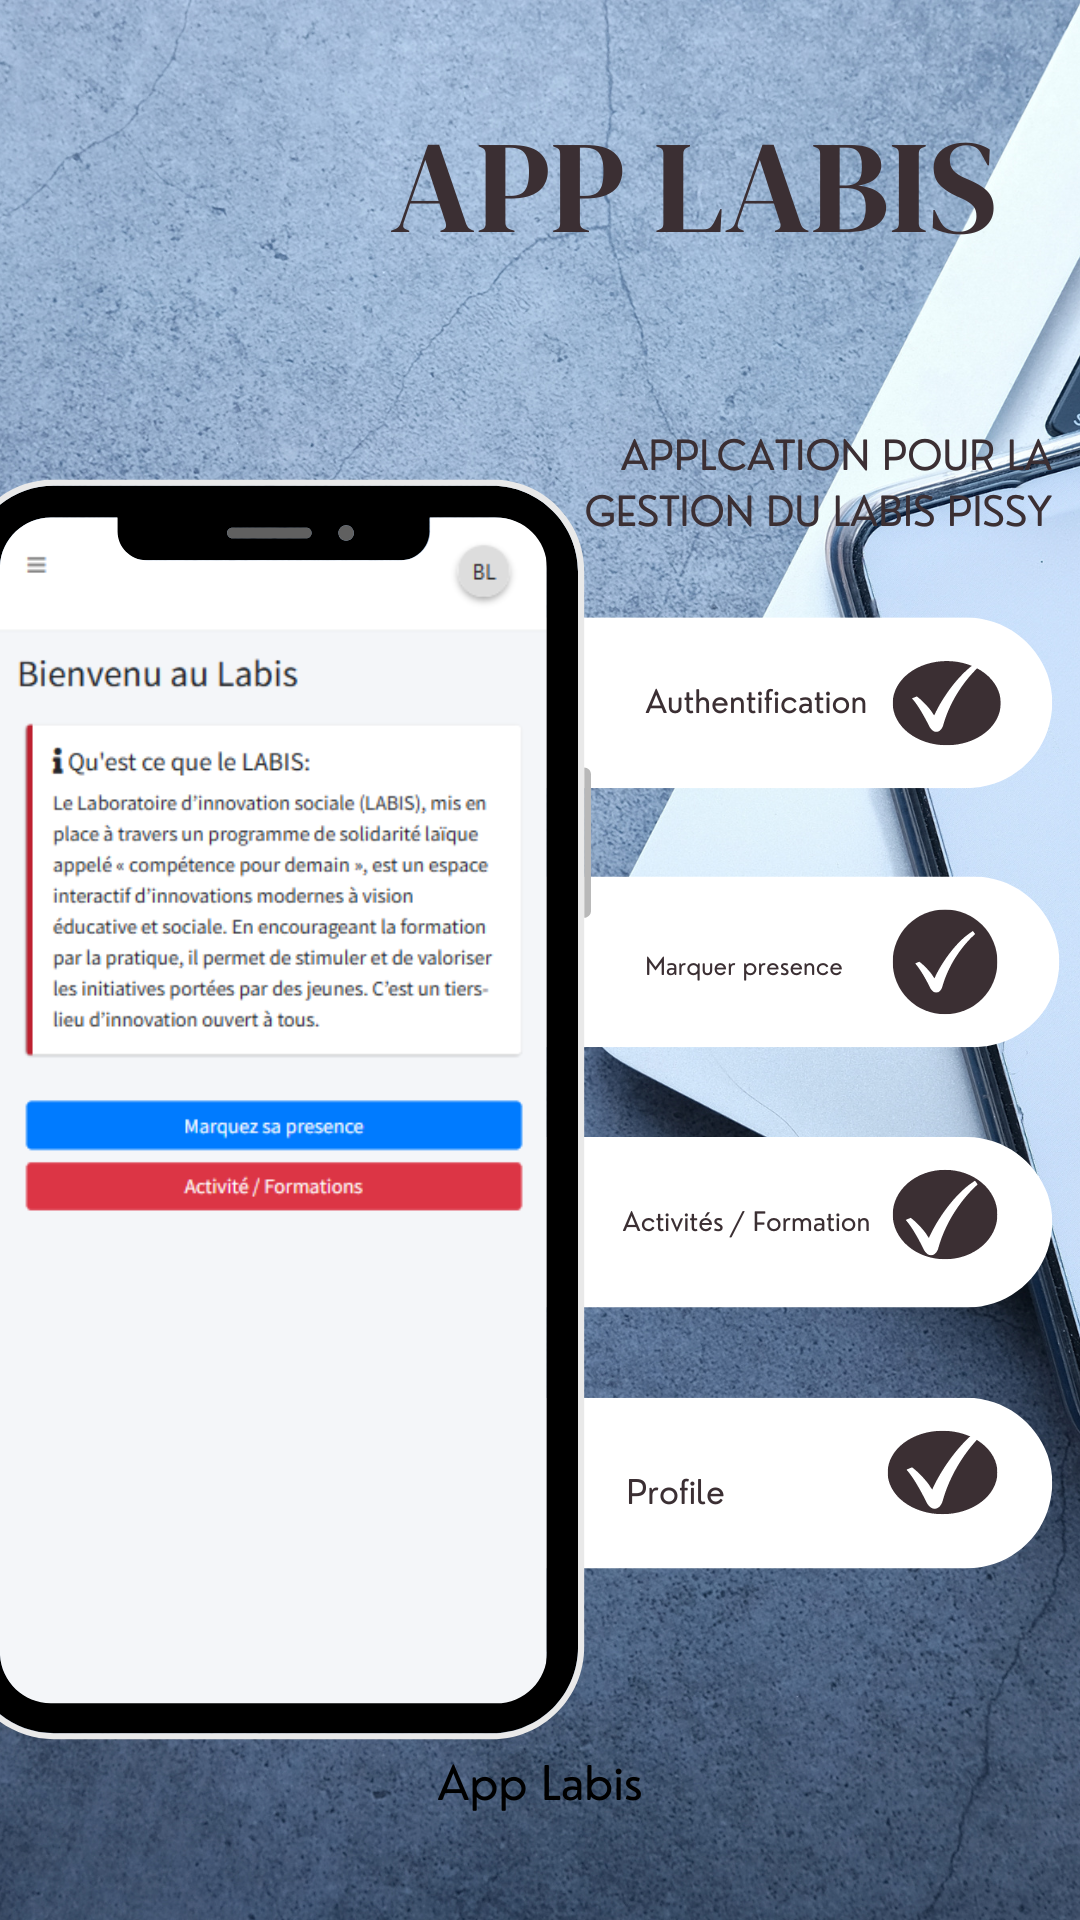 APP LABIS
APPLCATION POUR LA
GESTION DU LABIS PISSY
BL
Bienvenu au Labis
Qu'est ce que le LABIS:
Le Laboratoire d’innovation sociale (LABIS), mis en
place à travers un programme de solidarité laïque
appelé « compétence pour demain », est un espace
interactif d’innovations modernes à vision
éducative et sociale. En encourageant la formation
par la pratique, il permet de stimuler et de valoriser
les initiatives portées par des jeunes. C’est un tiers-
lieu d’innovation ouvert à tous.
Marquez sa presence
Activité / Formations
Authentification
Marquer presence
Activités / Formation
Profile
App Labis